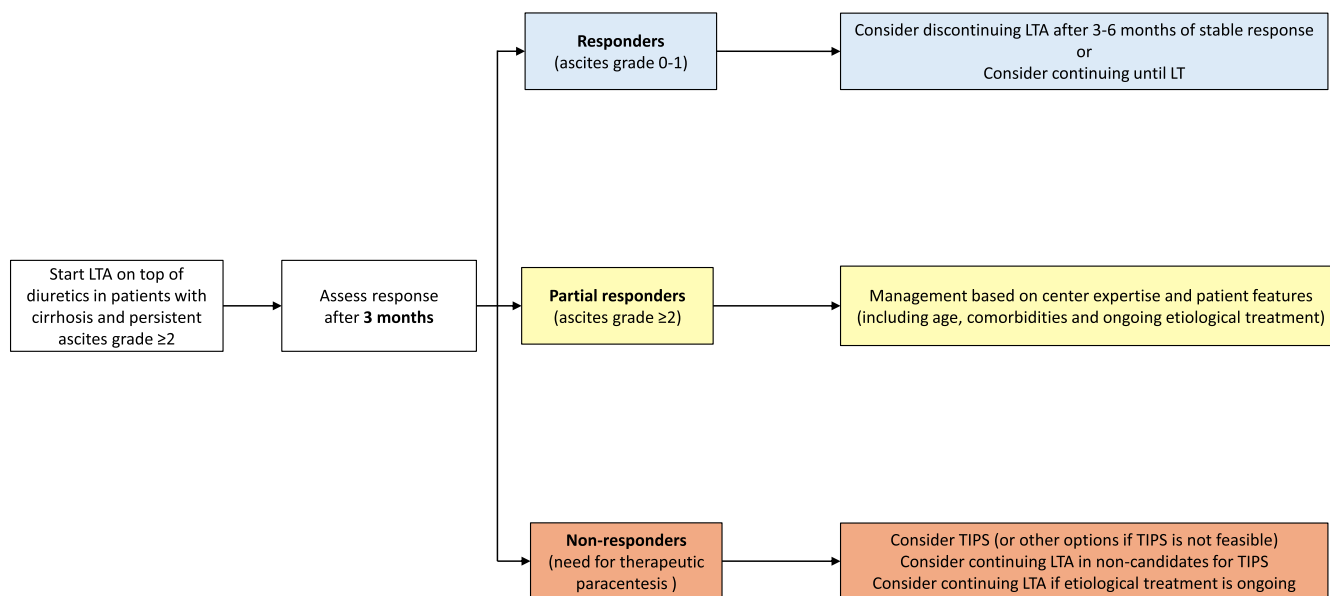 Start LTA on top of
diuretics in patients with
cirrhosis and persistent
ascites grade ≥2
Assess response
after 3 months
Responders
(ascites grade 0-1)
Consider discontinuing LTA after 3-6 months of stable response
or
Consider continuing until LT
Partial responders
(ascites grade ≥2)
Management based on center expertise and patient features
(including age, comorbidities and ongoing etiological treatment)
Non-responders
(need for therapeutic
paracentesis )
Consider TIPS (or other options if TIPS is not feasible)
Consider continuing LTA in non-candidates for TIPS
Consider continuing LTA if etiological treatment is ongoing